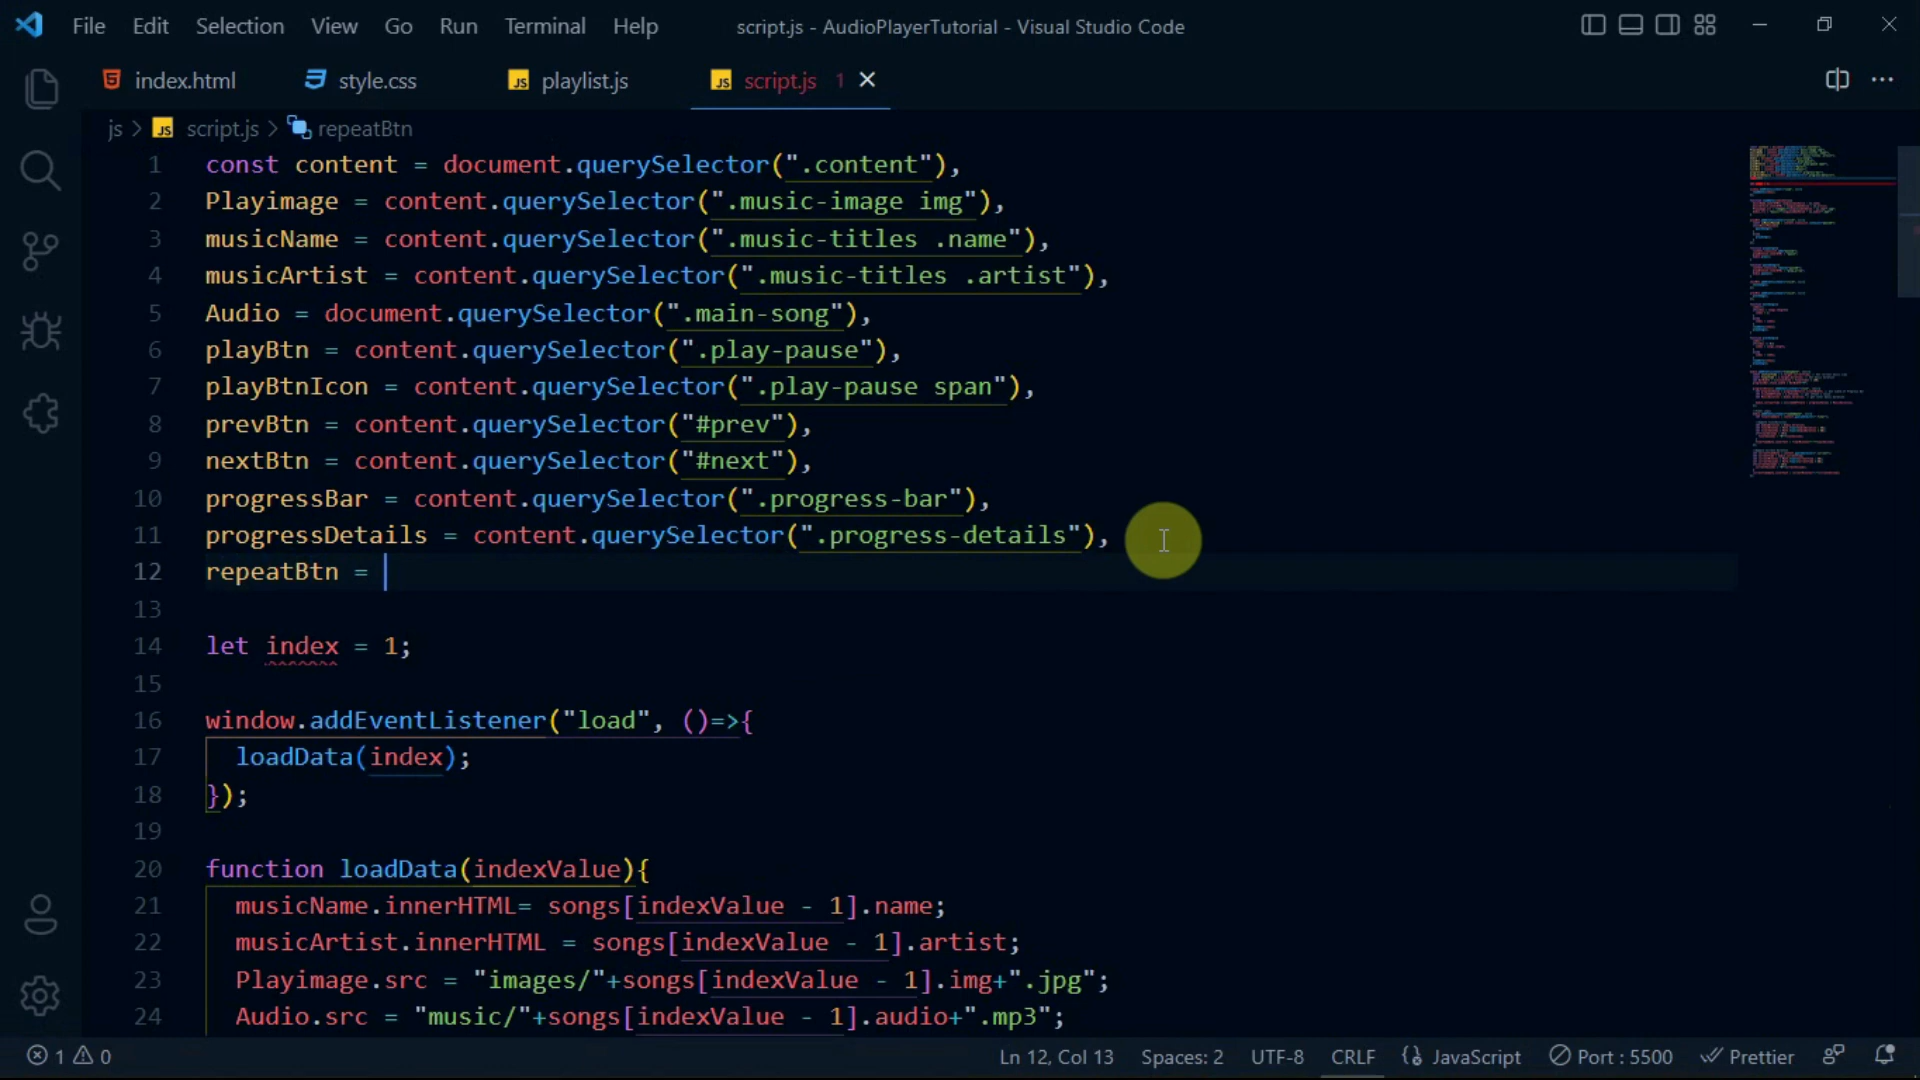 File Edit Selection View Go Run Terminal Help script.js - AudioPlayerTutorial - Visual Studio Code
index.html style.css JS playlist.js JS script.js 1
js > JS script.js > repeatBtn
1 const content = document.querySelector(".content"),
2 Playimage = content.querySelector(".music-image img"),
3 musicName = content.querySelector(".music-titles .name"),
4 musicArtist = content.querySelector(".music-titles .artist"),
5 Audio = document.querySelector(".main-song"),
6 playBtn = content.querySelector(".play-pause"),
7 playBtnIcon = content.querySelector(".play-pause span"),
8 prevBtn = content.querySelector("#prev"),
9 nextBtn = content.querySelector("#next"),
10 progressBar = content.querySelector(".progress-bar"),
11 progressDetails = content.querySelector(".progress-details"),
12 repeatBtn =
13
14 let index = 1;
15
16 window.addEventListener("load", ()=>{
17 loadData(index);
18 });
19
20 function loadData(indexValue){
21 musicName.innerHTML= songs[indexValue - 1].name;
22 musicArtist.innerHTML = songs[indexValue - 1].artist;
23 Playimage.src = "images/"+songs[indexValue - 1].img+".jpg";
24 Audio.src = "music/"+songs[indexValue - 1].audio+".mp3";
1 0 Ln 12, Col 13 Spaces: 2 UTF-8 CRLF JavaScript Port : 5500 Prettier